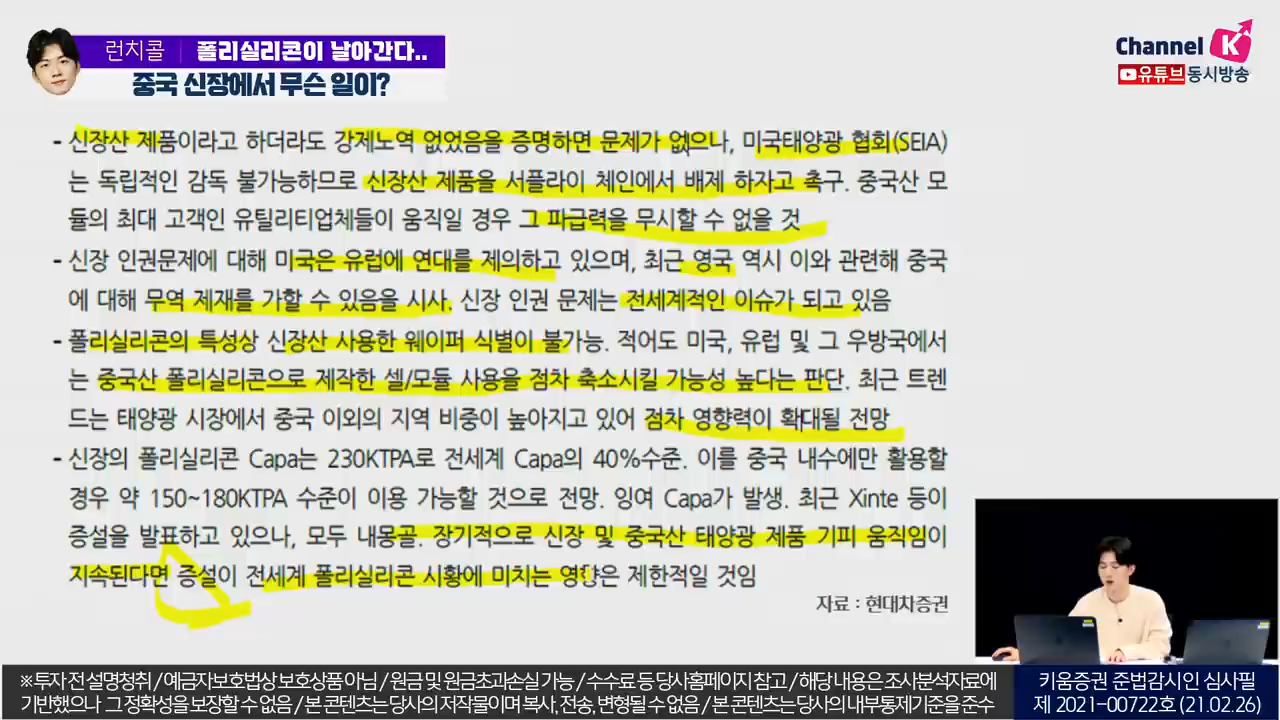 런치콜 | 폴리실리콘이 날아간다..
중국 신장에서 무슨 일이?
Channel K
유튜브동시방송
- 신장산 제품이라고 하더라도 강제노역 없었음을 증명하면 문제가 없으나, 미국태양광 협회(SEIA)
는 독립적인 감독 불가능하므로 신장산 제품을 서플라이 체인에서 배제 하자고 촉구. 중국산 모
듈의 최대 고객인 유틸리티업체들이 움직일 경우 그 파급력을 무시할 수 없을 것
- 신장 인권문제에 대해 미국은 유럽에 연대를 제의하고 있으며, 최근 영국 역시 이와 관련해 중국
에 대해 무역 제재를 가할 수 있음을 시사. 신장 인권 문제는 전세계적인 이슈가 되고 있음
- 폴리실리콘의 특성상 신장산 사용한 웨이퍼 식별이 불가능. 적어도 미국, 유럽 및 그 우방국에서
는 중국산 폴리실리콘으로 제작한 셀/모듈 사용을 점차 축소시킬 가능성 높다는 판단. 최근 트렌
드는 태양광 시장에서 중국 이외의 지역 비중이 높아지고 있어 점차 영향력이 확대될 전망
- 신장의 폴리실리콘 Capa는 230KTPA로 전세계 Capa의 40%수준. 이를 중국 내수에만 활용할
경우 약 150~180KTPA 수준이 이용 가능할 것으로 전망. 잉여 Capa가 발생. 최근 Xinte 등이
증설을 발표하고 있으나, 모두 내몽골. 장기적으로 신장 및 중국산 태양광 제품 기피 움직임이
지속된다면 증설이 전세계 폴리실리콘 시황에 미치는 영향은 제한적일 것임
자료 : 현대차증권
※ 투자 전 설명청취 / 예금자보호법상 보호상품 아님 / 원금 및 원금초과손실 가능 / 수수료 등 당사홈페이지 참고 / 해당 내용은 조사분석자료에
기반했으나 그 정확성을 보장할 수 없음 / 본 콘텐츠는 당사의 저작물이며 복사, 전송, 변형될 수 없음 / 본 콘텐츠는 당사의 내부통제기준을 준수
키움증권 준법감시인 심사필
제 2021-00722호 (21.02.26)